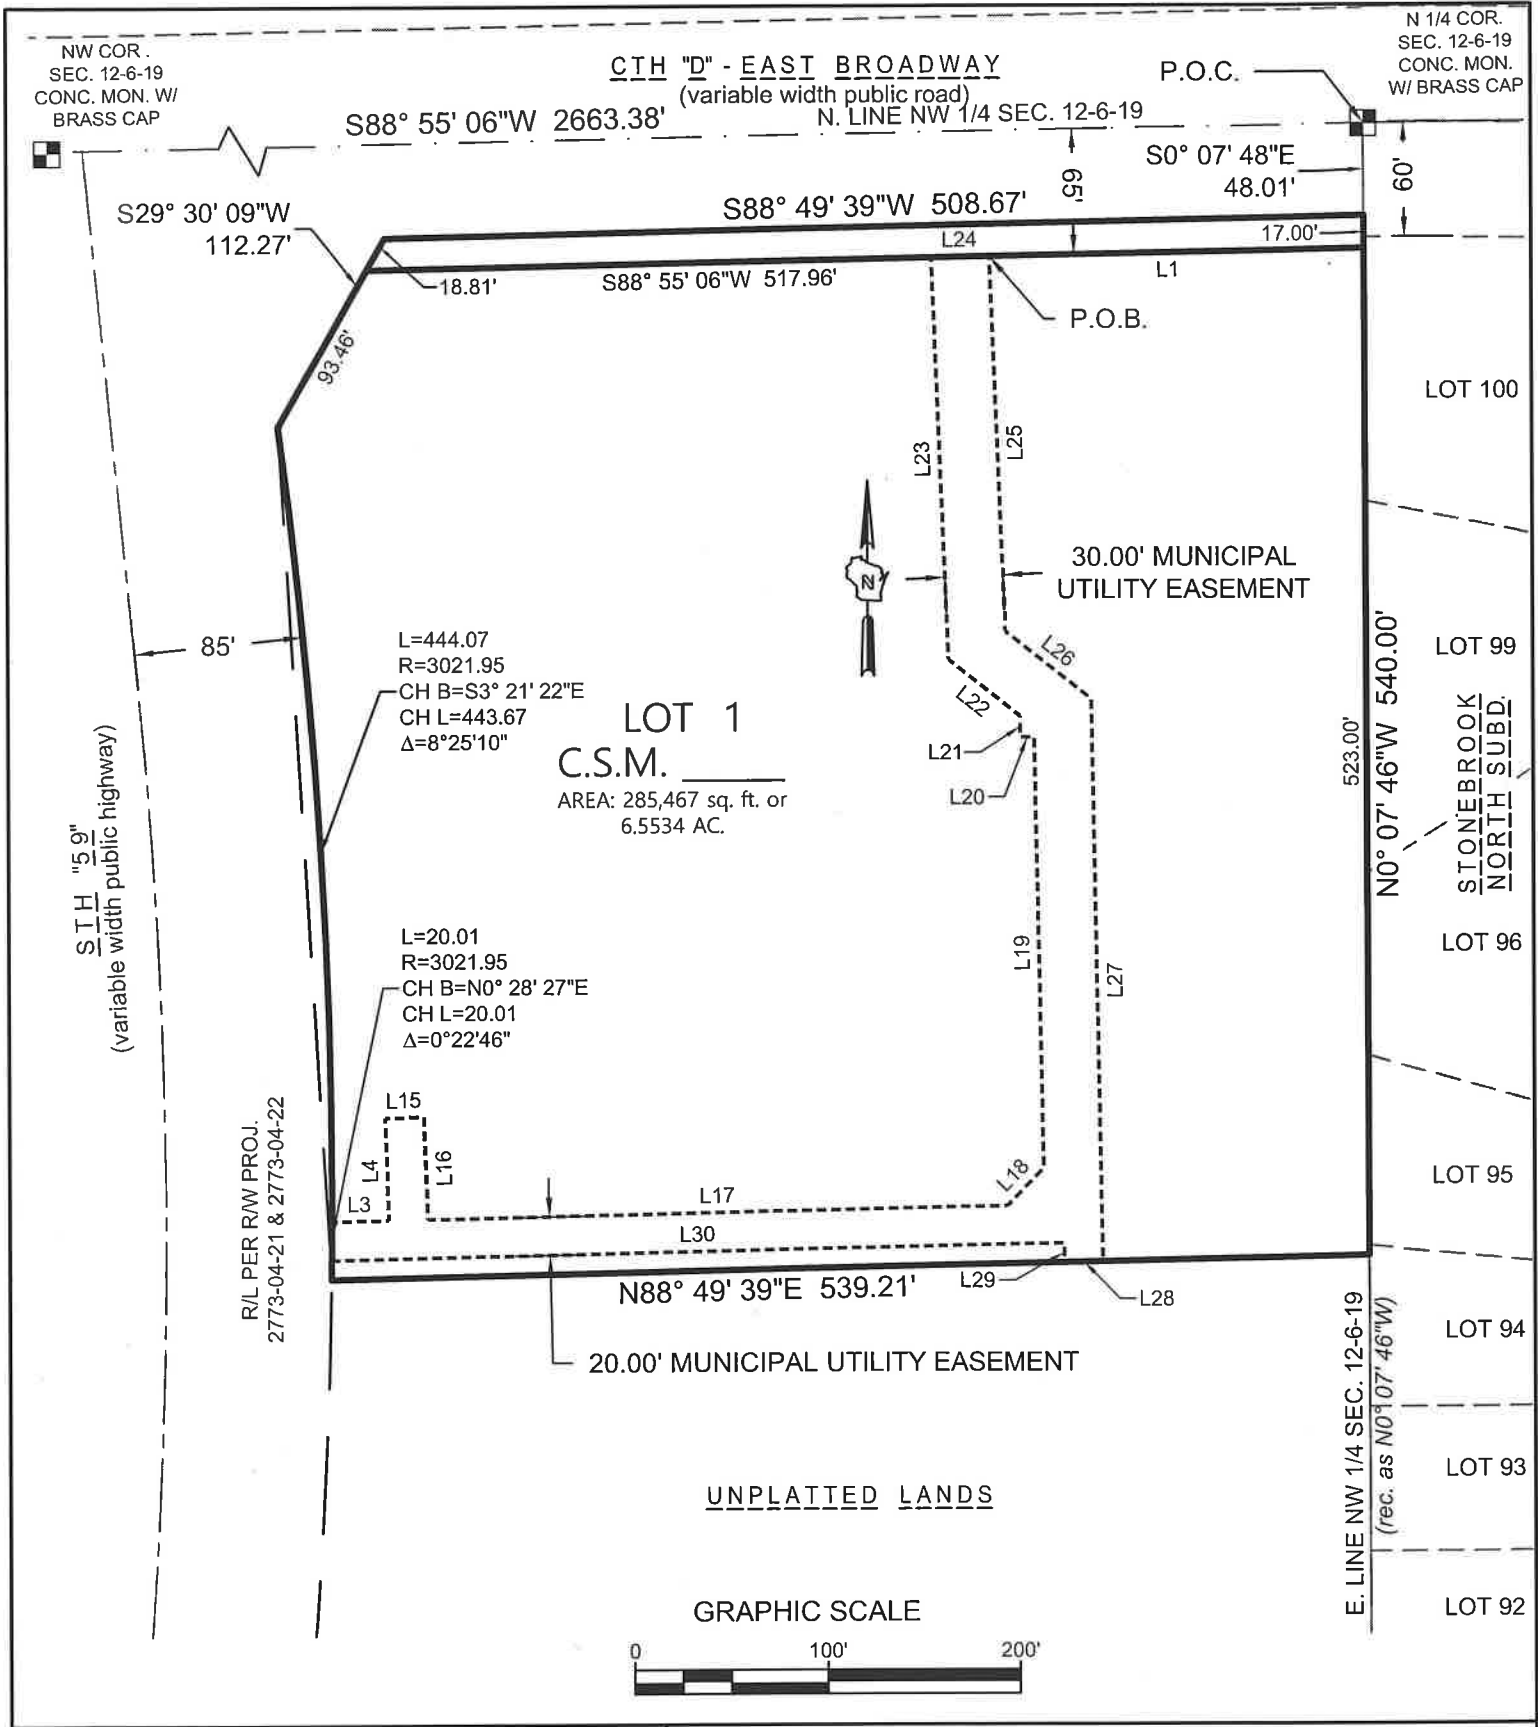 NW COR .
SEC. 12-6-19
CONC. MON. W/
BRASS CAP
CTH "D" - EAST BROADWAY
(variable width public road)
N 1/4 COR.
SEC. 12-6-19
CONC. MON.
W/ BRASS CAP
P.O.C.
S88° 55' 06"W 2663.38'
N. LINE NW 1/4 SEC. 12-6-19
S0° 07' 48"E
48.01'
60'
65'
S29° 30' 09"W
112.27'
S88° 49' 39"W 508.67'
L24
17.00'
18.81'
S88° 55' 06"W 517.96'
L1
P.O.B.
93.46'
LOT 100
L23
L25
N
30.00' MUNICIPAL
UTILITY EASEMENT
85'
L=444.07
R=3021.95
CH B=S3° 21' 22"E
CH L=443.67
Δ=8°25'10"
L26
L22
L21
L20
LOT 1
C.S.M. ______
AREA: 285,467 sq. ft. or
6.5534 AC.
N0° 07' 46"W 540.00'
523.00'
LOT 99
STONEBROOK
NORTH SUBD.
STH "59"
(variable width public highway)
LOT 96
L=20.01
R=3021.95
CH B=N0° 28' 27"E
CH L=20.01
Δ=0°22'46"
L19
L27
L15
L4
L16
L3
L17
L18
L30
LOT 95
R/L PER R/W PROJ.
2773-04-21 & 2773-04-22
N88° 49' 39"E 539.21'
L29
L28
20.00' MUNICIPAL UTILITY EASEMENT
E. LINE NW 1/4 SEC. 12-6-19
(rec. as N0° 07' 46"W)
LOT 94
LOT 93
UNPLATTED LANDS
LOT 92
GRAPHIC SCALE
0 100' 200'